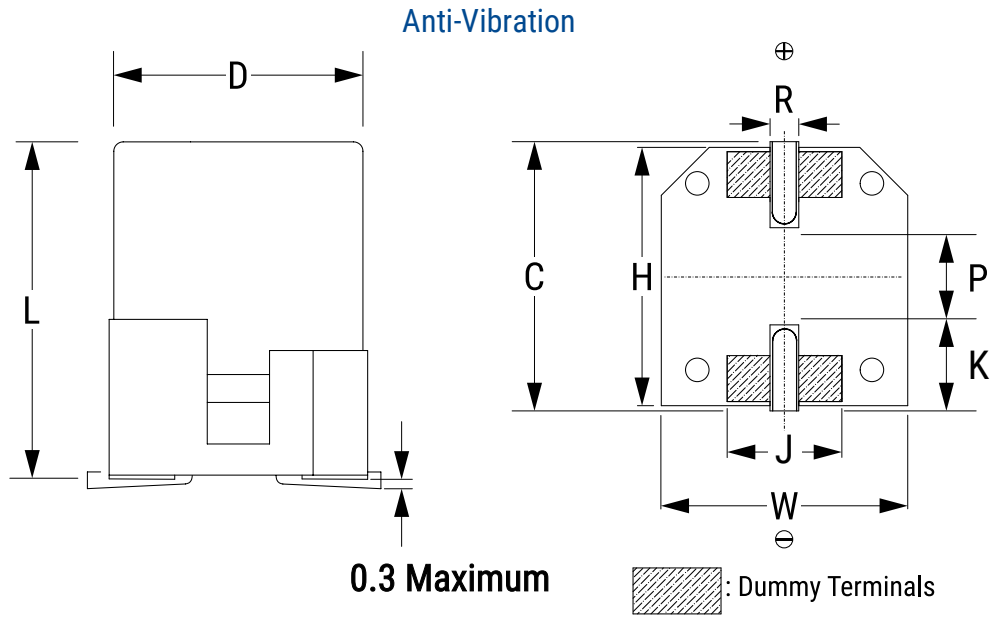 Anti-Vibration
⊕
D
R
L
C
H
P
K
J
W
⊖
0.3 Maximum
: Dummy Terminals